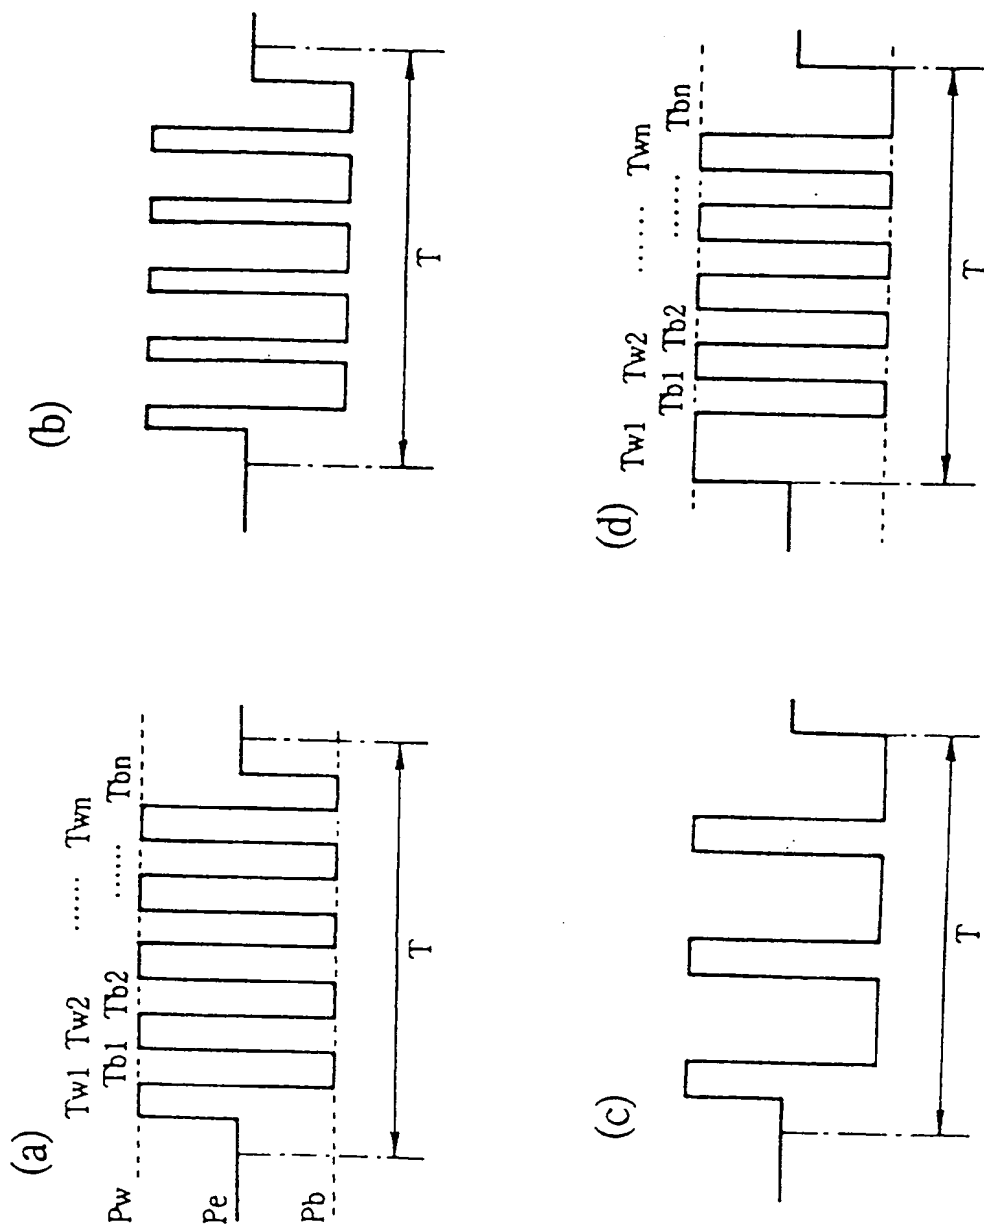 (a)
Tw1 Tw2 ...... Twn
Tb1 Tb2 ...... Tbn
Pw
Pe
Pb
T
(b)
T
(c)
T
(d)
Tw1 Tw2 ...... Twn
Tb1 Tb2 ...... Tbn
T